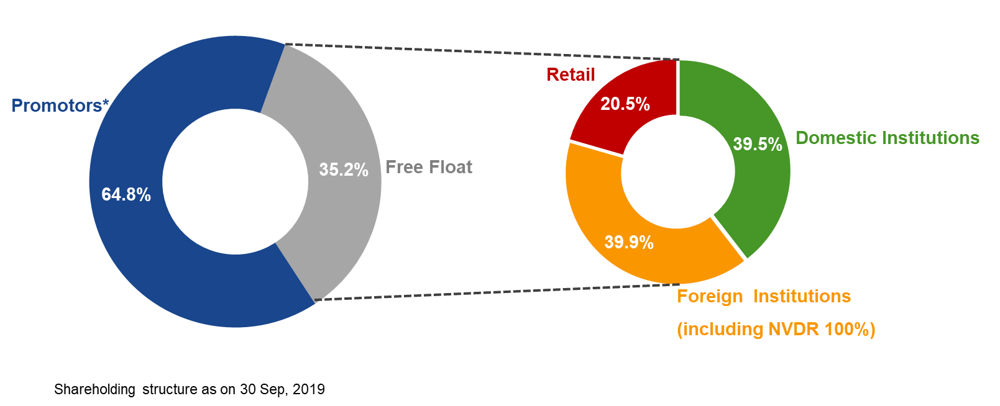 Promotors*
64.8%
35.2%
Free Float
Retail
20.5%
39.5%
Domestic Institutions
39.9%
Foreign Institutions
(including NVDR 100%)
Shareholding structure as on 30 Sep, 2019